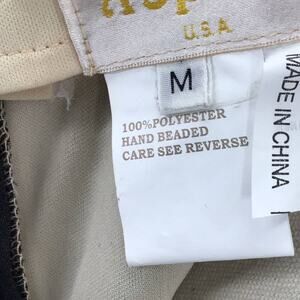 U.S.A.
M
100%POLYESTER
HAND BEADED
CARE SEE REVERSE
MADE IN CHINA